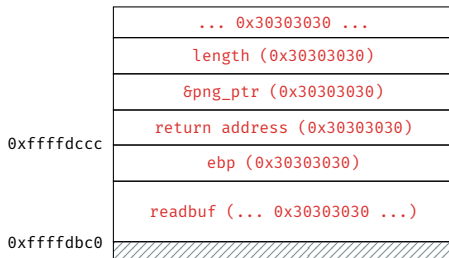 ... 0x30303030 ...
length (0x30303030)
&png_ptr (0x30303030)
return address (0x30303030)
0xffffdccc
ebp (0x30303030)
readbuf (... 0x30303030 ...)
0xffffdbc0